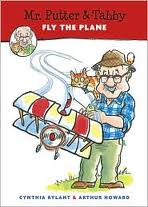 Mr. Putter & Tabby
FLY THE PLANE
CYNTHIA RYLANT & ARTHUR HOWARD